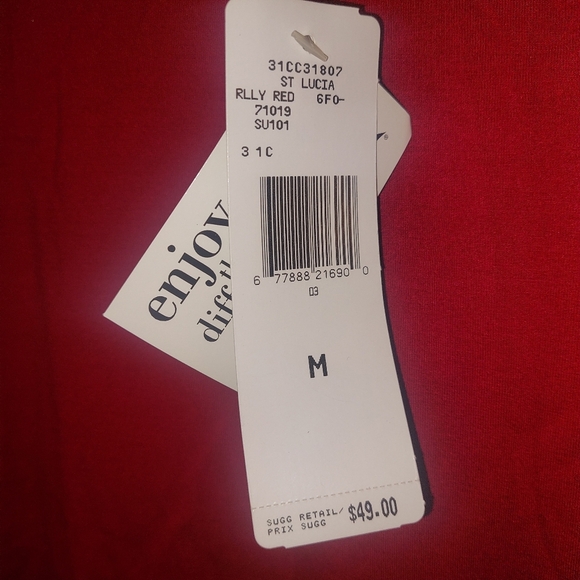 31CC31807
ST LUCIA
RLLY RED 6F0-
71019
SU101
3 1C
6 77888 21690 0
03
M
SUGG RETAIL/
PRIX SUGG $49.00
enjoy